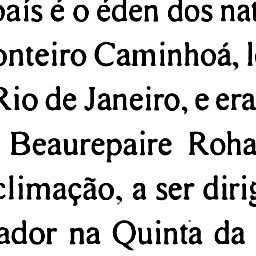 país é o éden dos nat
onteiro Caminhoá, l
Rio de Janeiro, e era
Beaurepaire Roha
climação, a ser dirig
ador na Quinta da